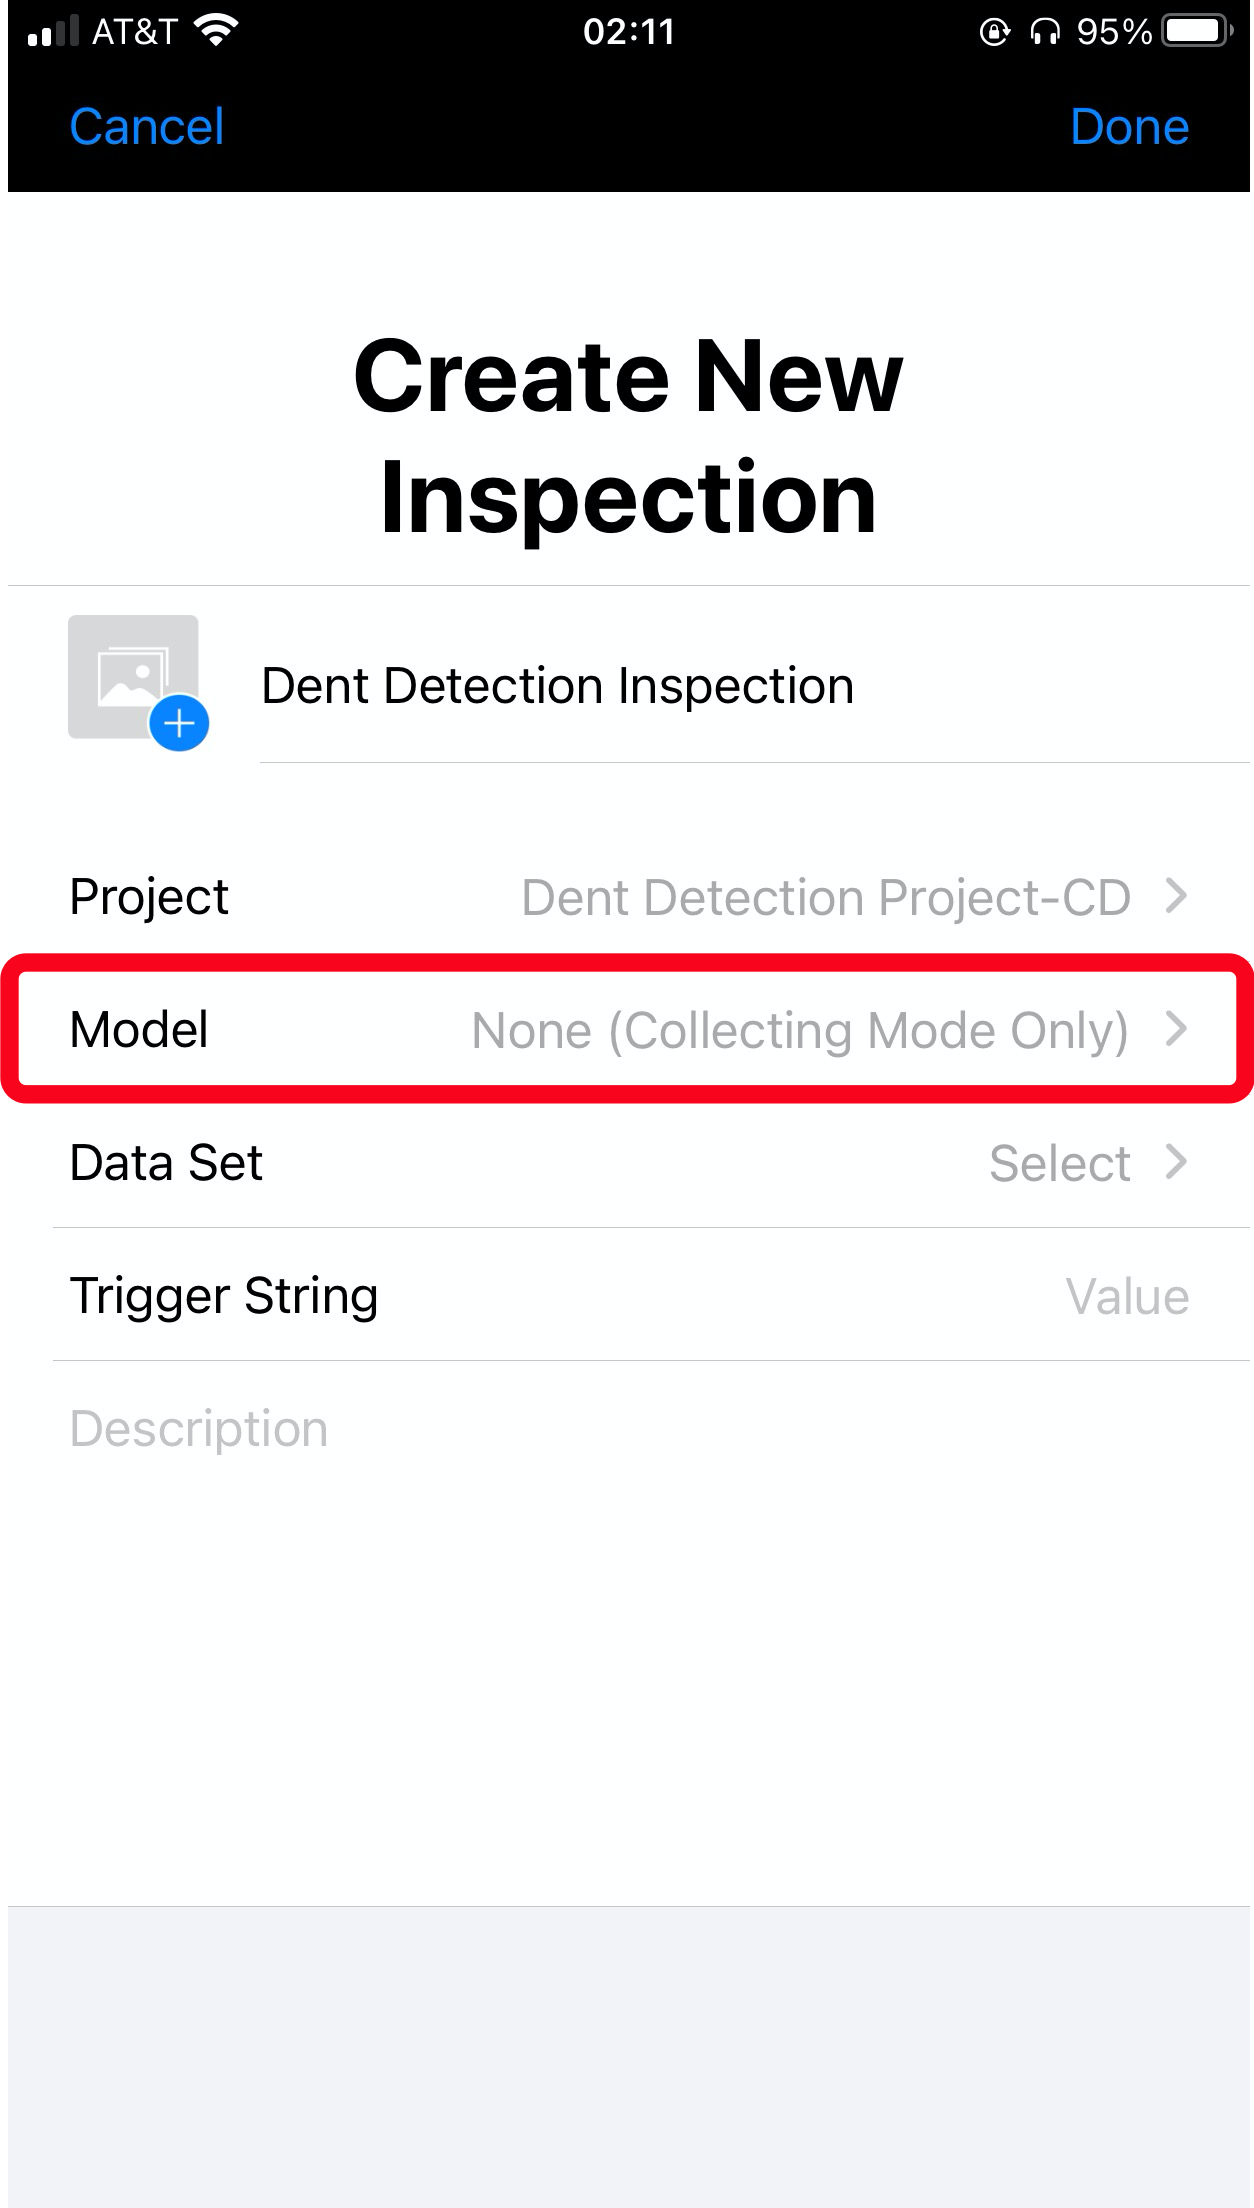 AT&T 02:11 95%
Cancel Done
Create New
Inspection
Dent Detection Inspection
Project Dent Detection Project-CD
Model None (Collecting Mode Only)
Data Set Select
Trigger String Value
Description